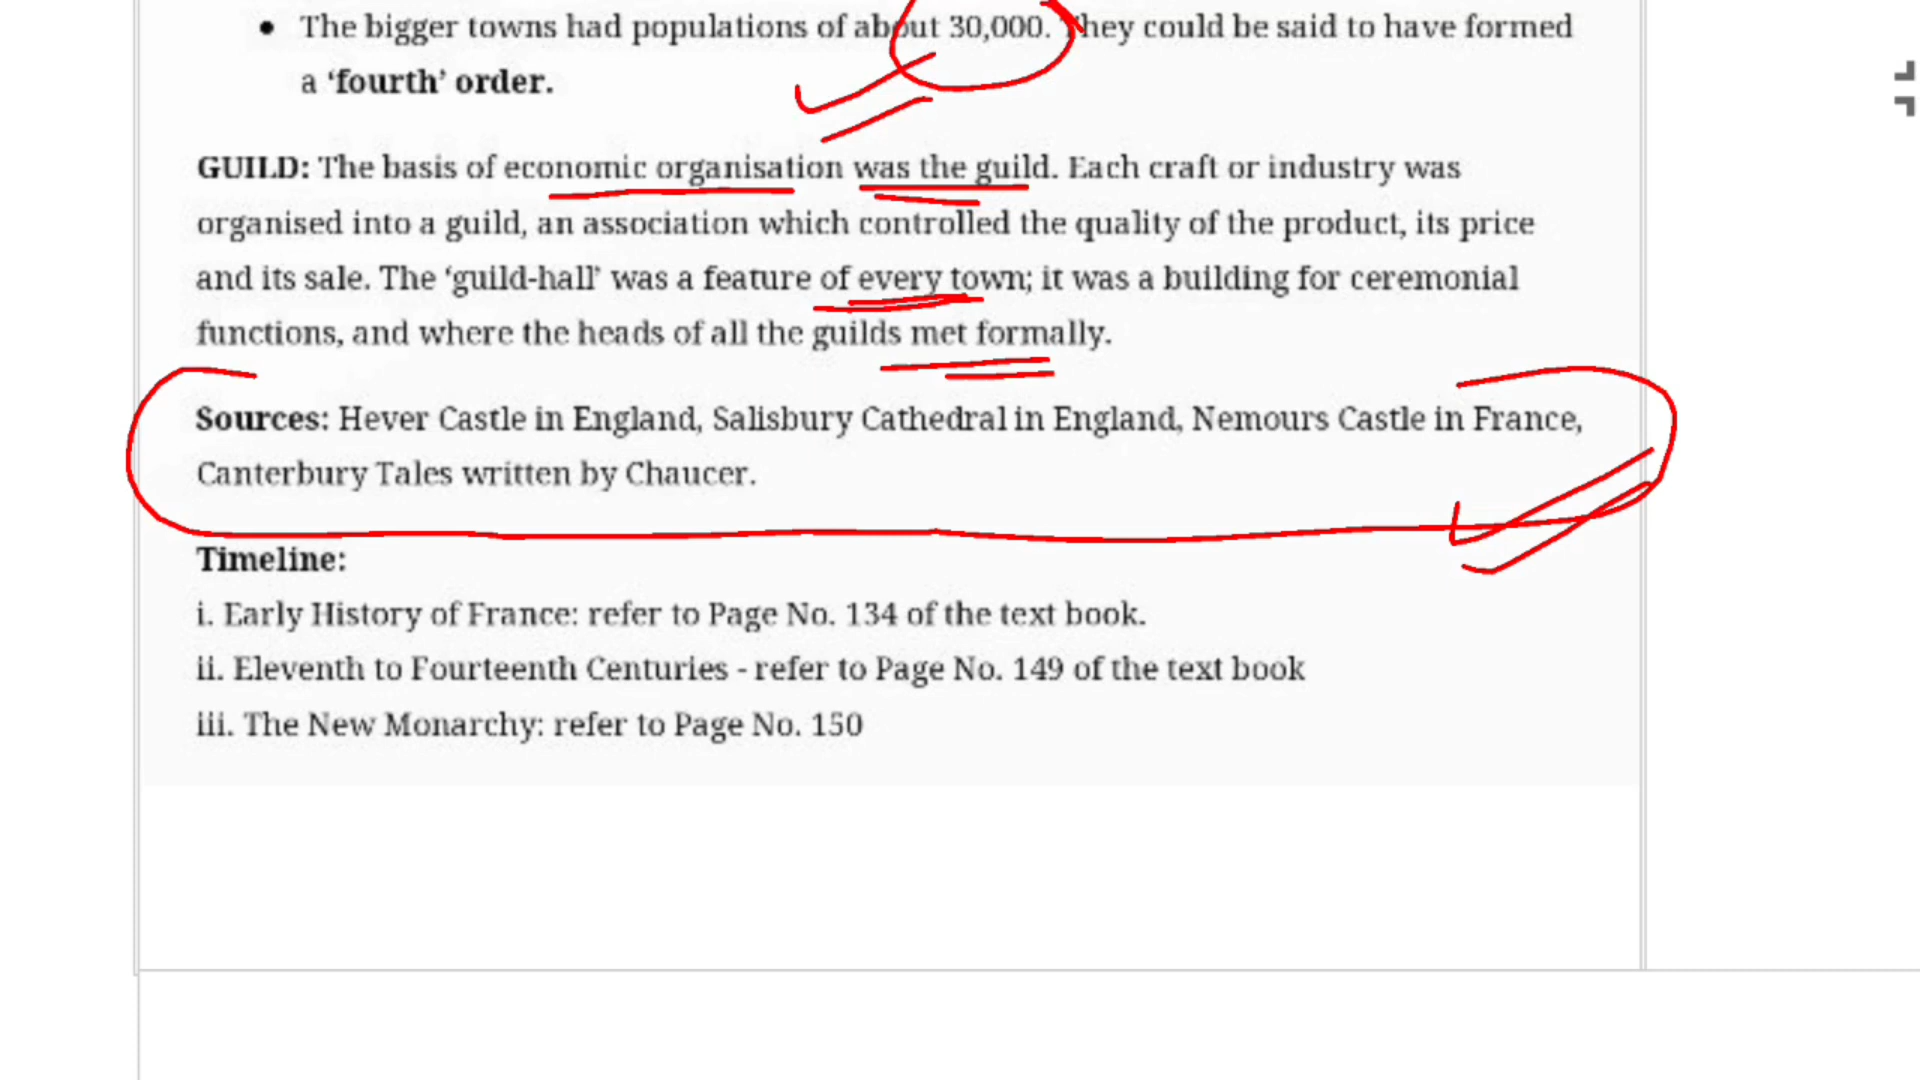 • The bigger towns had populations of about 30,000. They could be said to have formed
a ‘fourth’ order.
GUILD: The basis of economic organisation was the guild. Each craft or industry was
organised into a guild, an association which controlled the quality of the product, its price
and its sale. The ‘guild-hall’ was a feature of every town; it was a building for ceremonial
functions, and where the heads of all the guilds met formally.
Sources: Hever Castle in England, Salisbury Cathedral in England, Nemours Castle in France,
Canterbury Tales written by Chaucer.
Timeline:
i. Early History of France: refer to Page No. 134 of the text book.
ii. Eleventh to Fourteenth Centuries - refer to Page No. 149 of the text book
iii. The New Monarchy: refer to Page No. 150